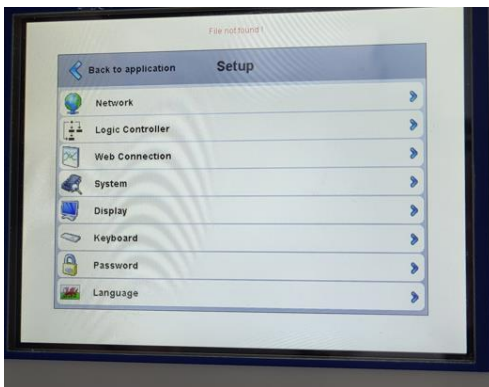 File not found !
Back to application
Setup
Network
Logic Controller
Web Connection
System
Display
Keyboard
Password
Language